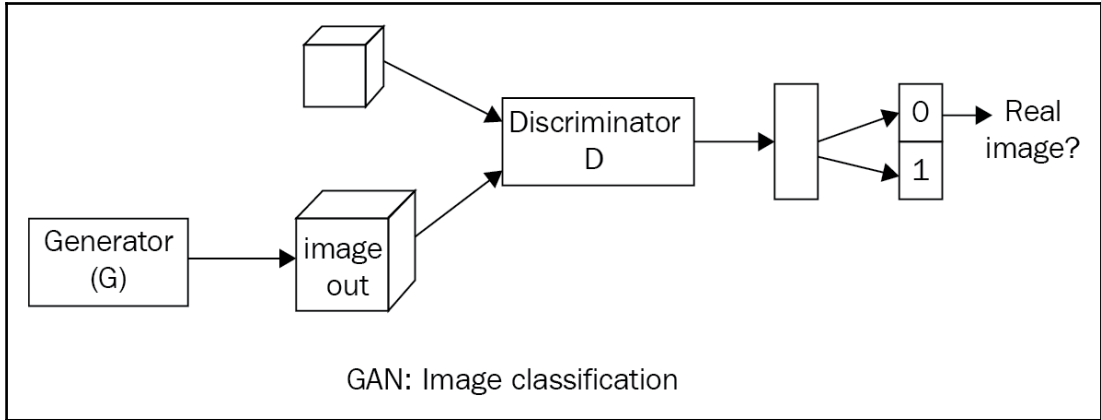 Discriminator
D
0
1
Real
image?
Generator
(G)
image
out
GAN: Image classification